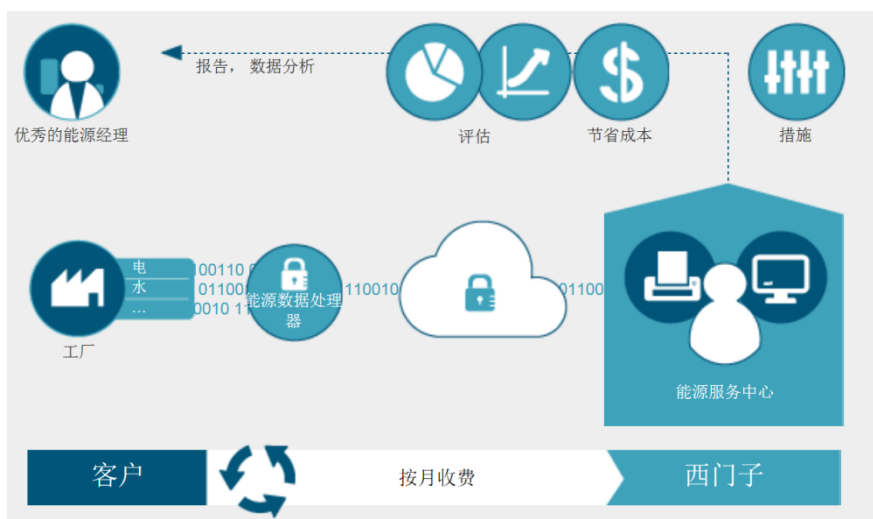 报告， 数据分析
优秀的能源经理
评估
节省成本
措施
电
水
...
00110
01100
0010 11
能源数据处理
器
110010
01100
工厂
能源服务中心
客户
按月收费
西门子